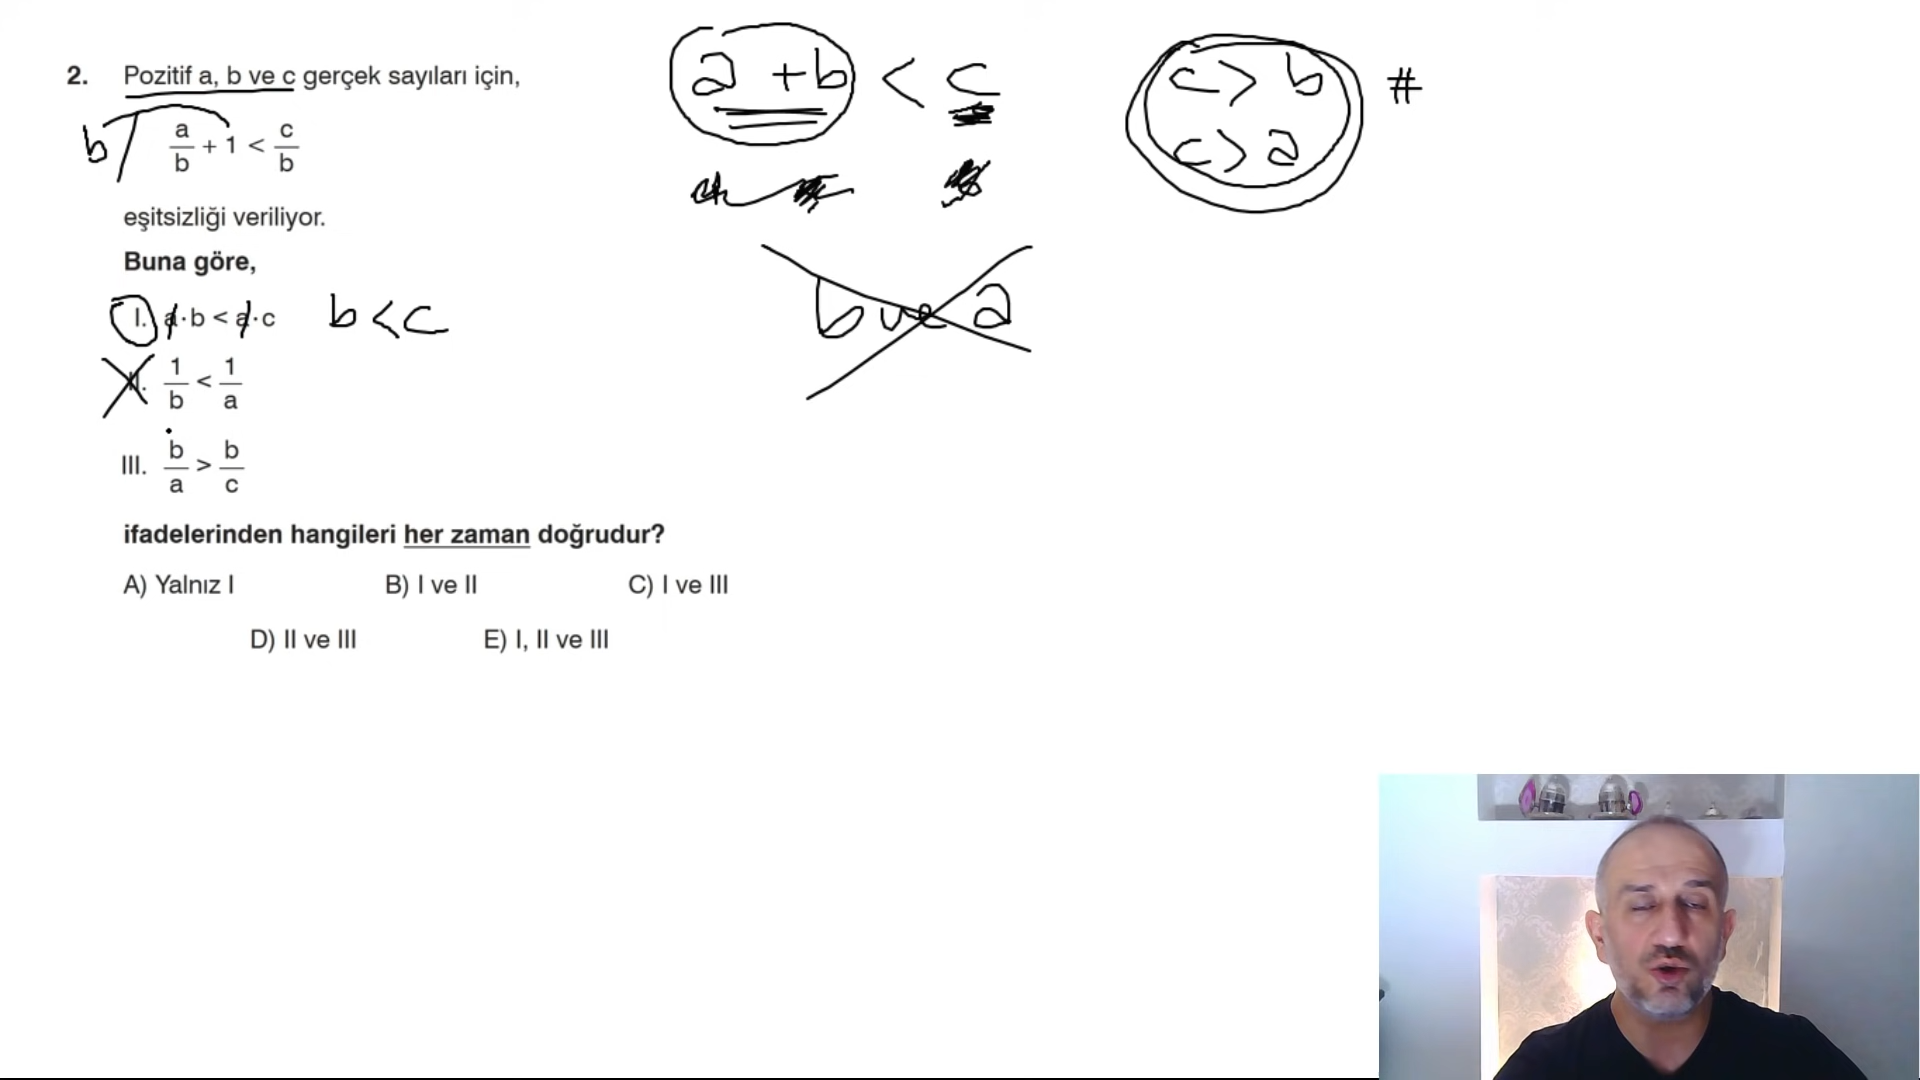 2. Pozitif a, b ve c gerçek sayıları için,
b/ a/b + 1 < c/b
eşitsizliği veriliyor.
Buna göre,
I. a·b < a·c b < c
II. 1/b < 1/a
III. b/a > b/c
ifadelerinden hangileri her zaman doğrudur?
A) Yalnız I B) I ve II C) I ve III
D) II ve III E) I, II ve III
a + b < c
c > b #
c > a
b ve a